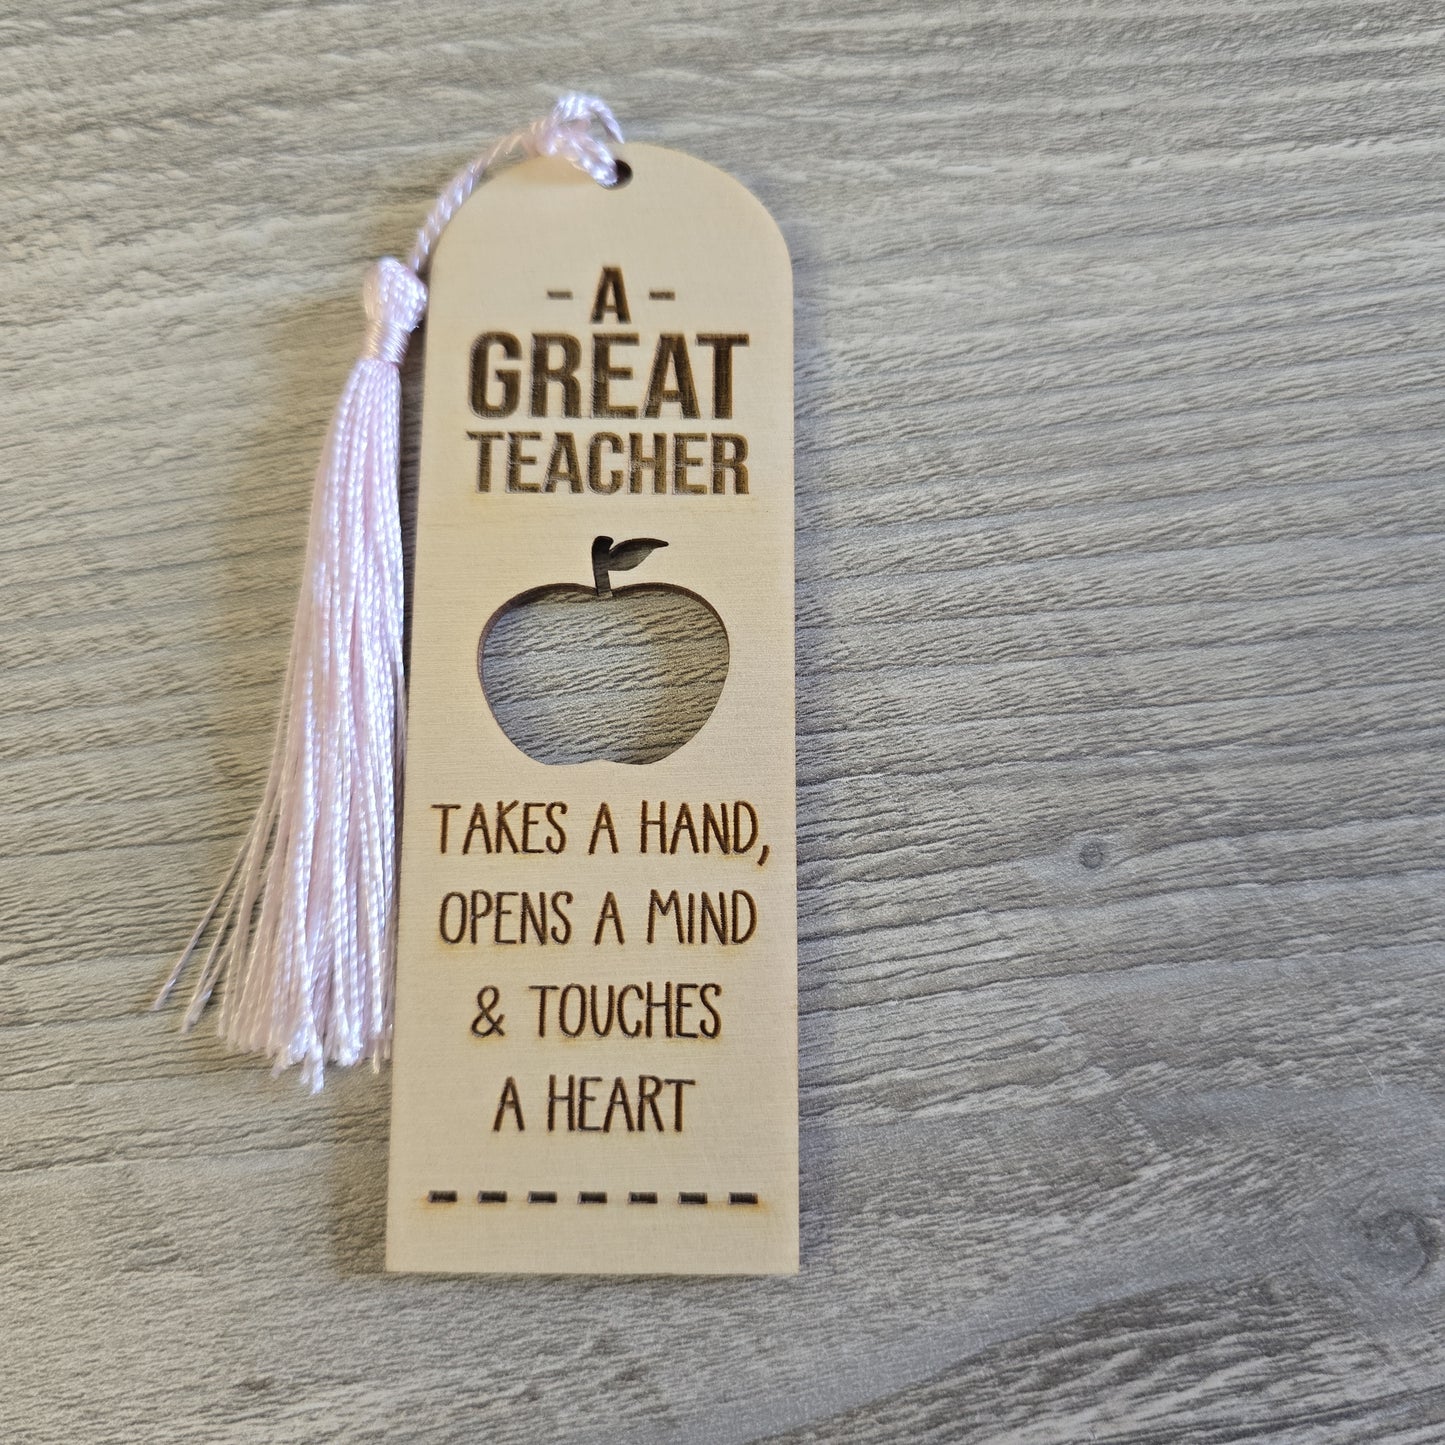 - A -
GREAT
TEACHER
TAKES A HAND,
OPENS A MIND
& TOUCHES
A HEART